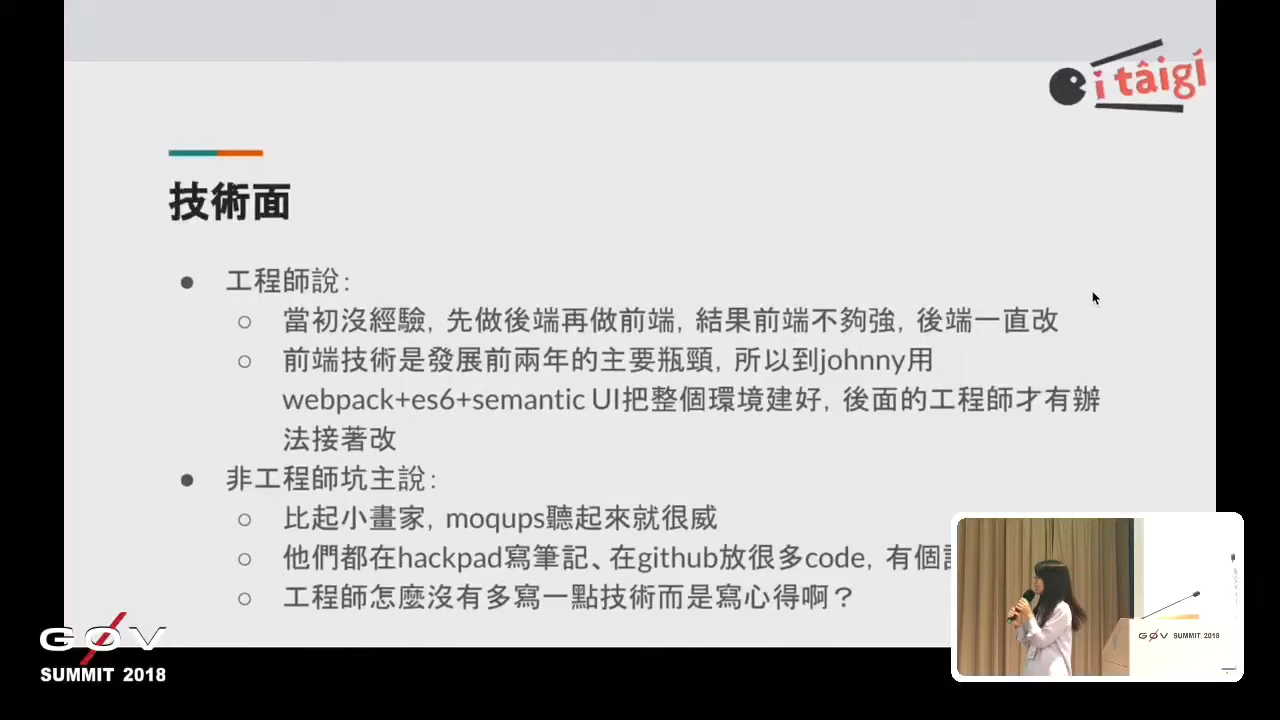 i tâigí
技術面
● 工程師說：
○ 當初沒經驗，先做後端再做前端，結果前端不夠強，後端一直改
○ 前端技術是發展前兩年的主要瓶頸，所以到johnny用
webpack+es6+semantic UI把整個環境建好，後面的工程師才有辦
法接著改
● 非工程師坑主說：
○ 比起小畫家，moqups聽起來就很威
○ 他們都在hackpad寫筆記、在github放很多code，有個
○ 工程師怎麼沒有多寫一點技術而是寫心得啊？
G0V
SUMMIT 2018
G0V SUMMIT 2018